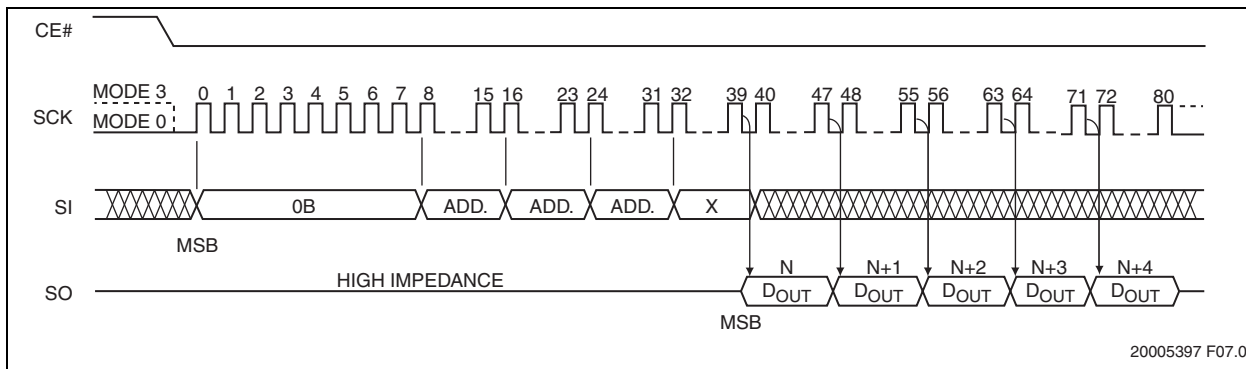 CE#
MODE 3
0 1 2 3 4 5 6 7 8 15 16 23 24 31 32 39 40 47 48 55 56 63 64 71 72 80
SCK
MODE 0
SI
0B ADD. ADD. ADD. X
MSB
HIGH IMPEDANCE
N N+1 N+2 N+3 N+4
SO
DOUT DOUT DOUT DOUT DOUT
MSB
20005397 F07.0